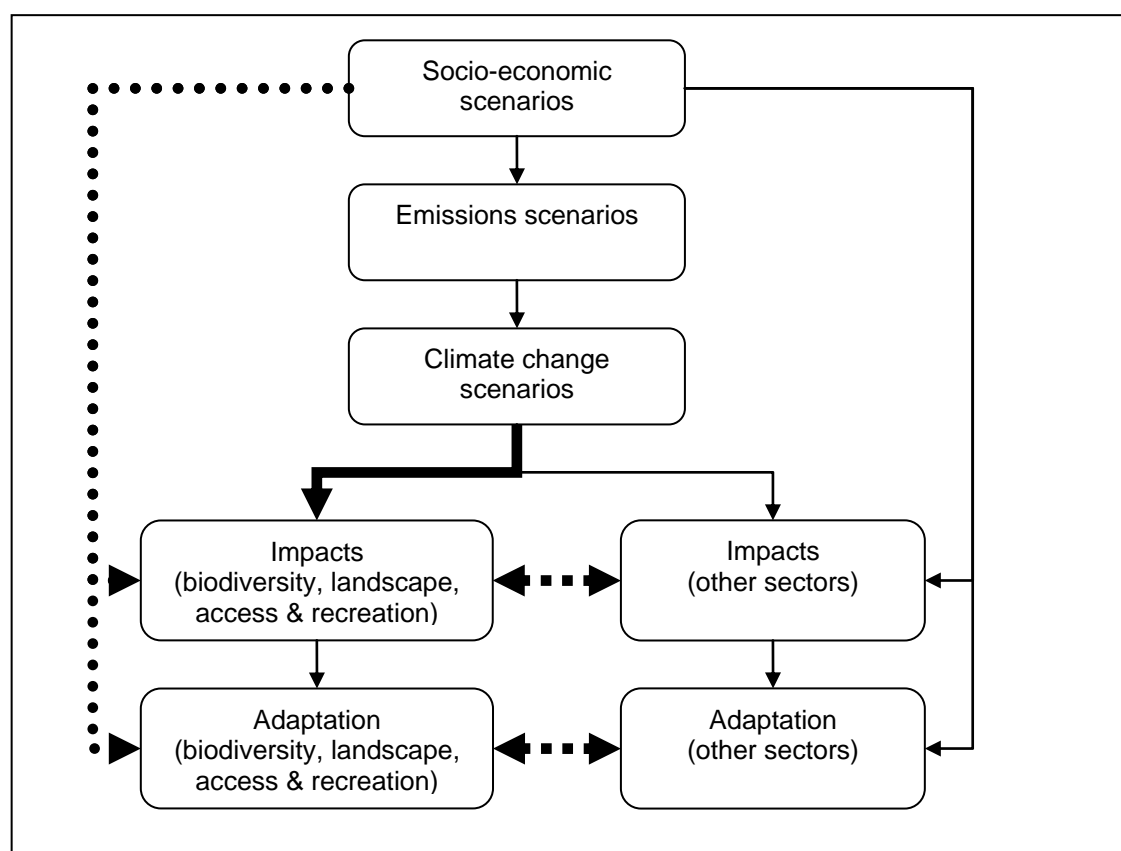 Socio-economic
scenarios
Emissions scenarios
Climate change
scenarios
Impacts
(biodiversity, landscape,
access & recreation)
Impacts
(other sectors)
Adaptation
(biodiversity, landscape,
access & recreation)
Adaptation
(other sectors)